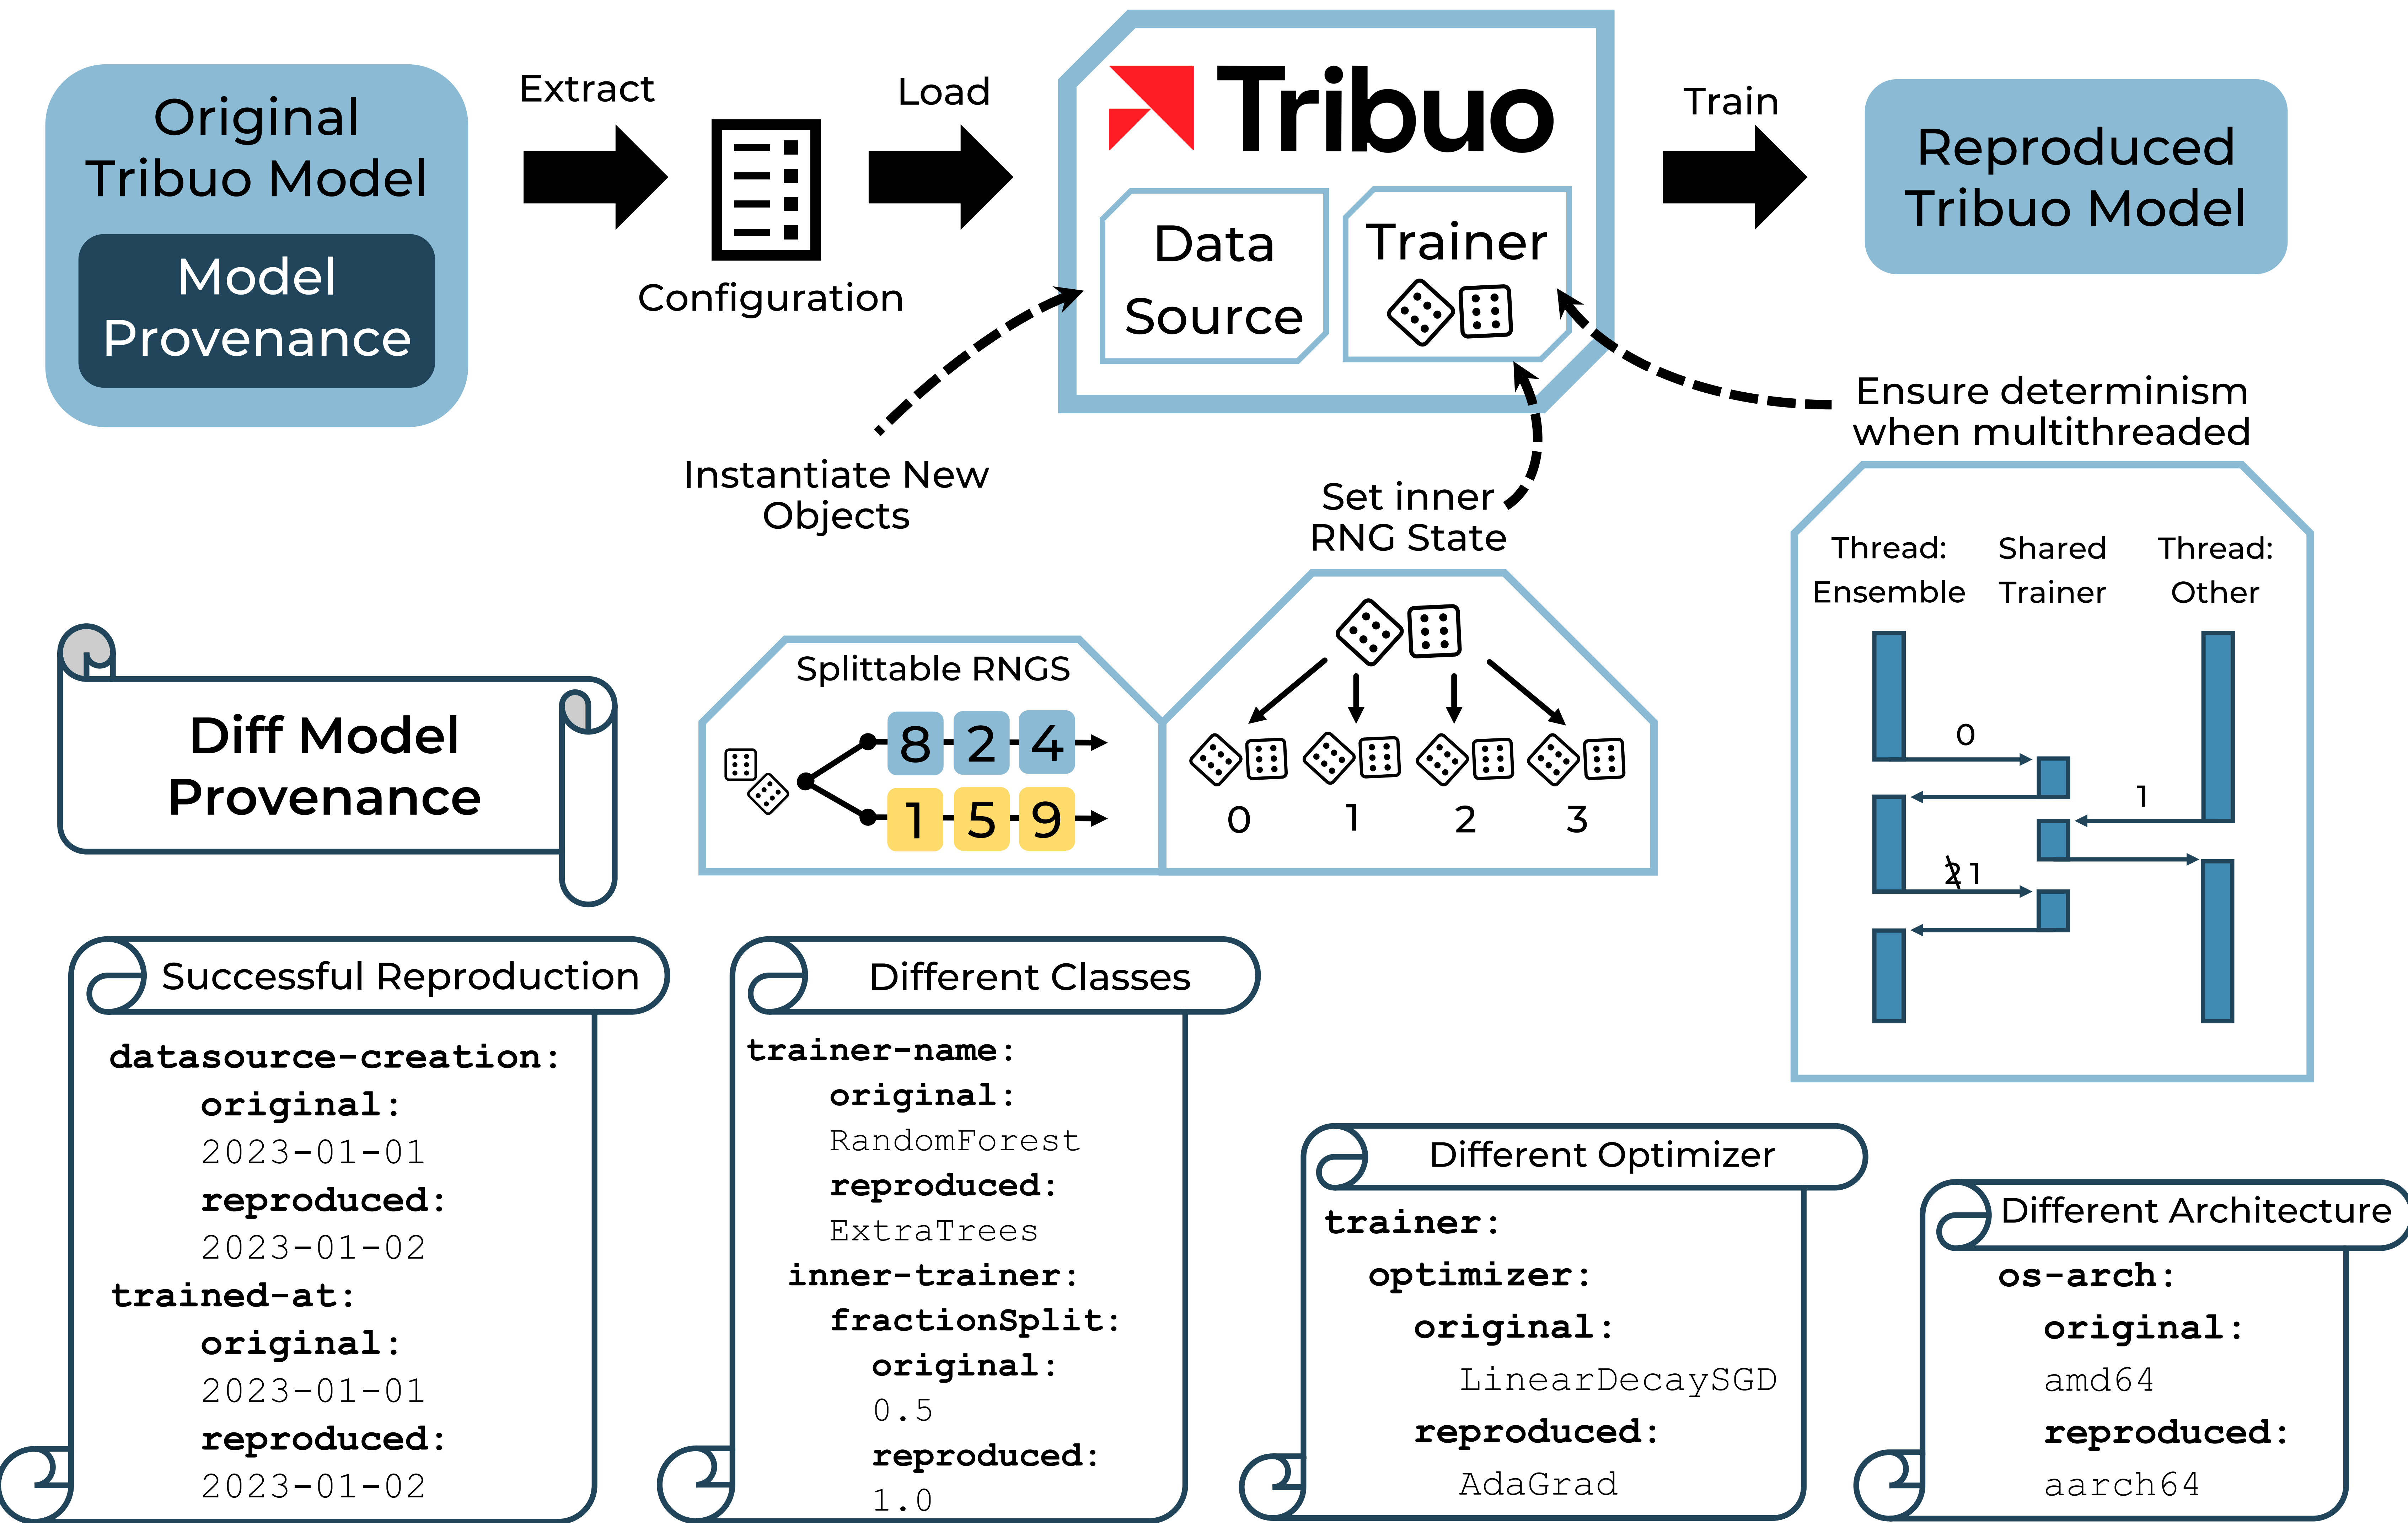 Original
Tribuo Model
Model
Provenance
Extract
Configuration
Load
Tribuo
Data
Source
Trainer
Train
Reproduced
Tribuo Model
Instantiate New
Objects
Set inner
RNG State
Ensure determinism
when multithreaded
Thread:
Ensemble
Shared
Trainer
Thread:
Other
0
1
2 1
Splittable RNGS
8 2 4
1 5 9
0 1 2 3
Diff Model
Provenance
Successful Reproduction
datasource-creation:
original:
2023-01-01
reproduced:
2023-01-02
trained-at:
original:
2023-01-01
reproduced:
2023-01-02
Different Classes
trainer-name:
original:
RandomForest
reproduced:
ExtraTrees
inner-trainer:
fractionSplit:
original:
0.5
reproduced:
1.0
Different Optimizer
trainer:
optimizer:
original:
LinearDecaySGD
reproduced:
AdaGrad
Different Architecture
os-arch:
original:
amd64
reproduced:
aarch64